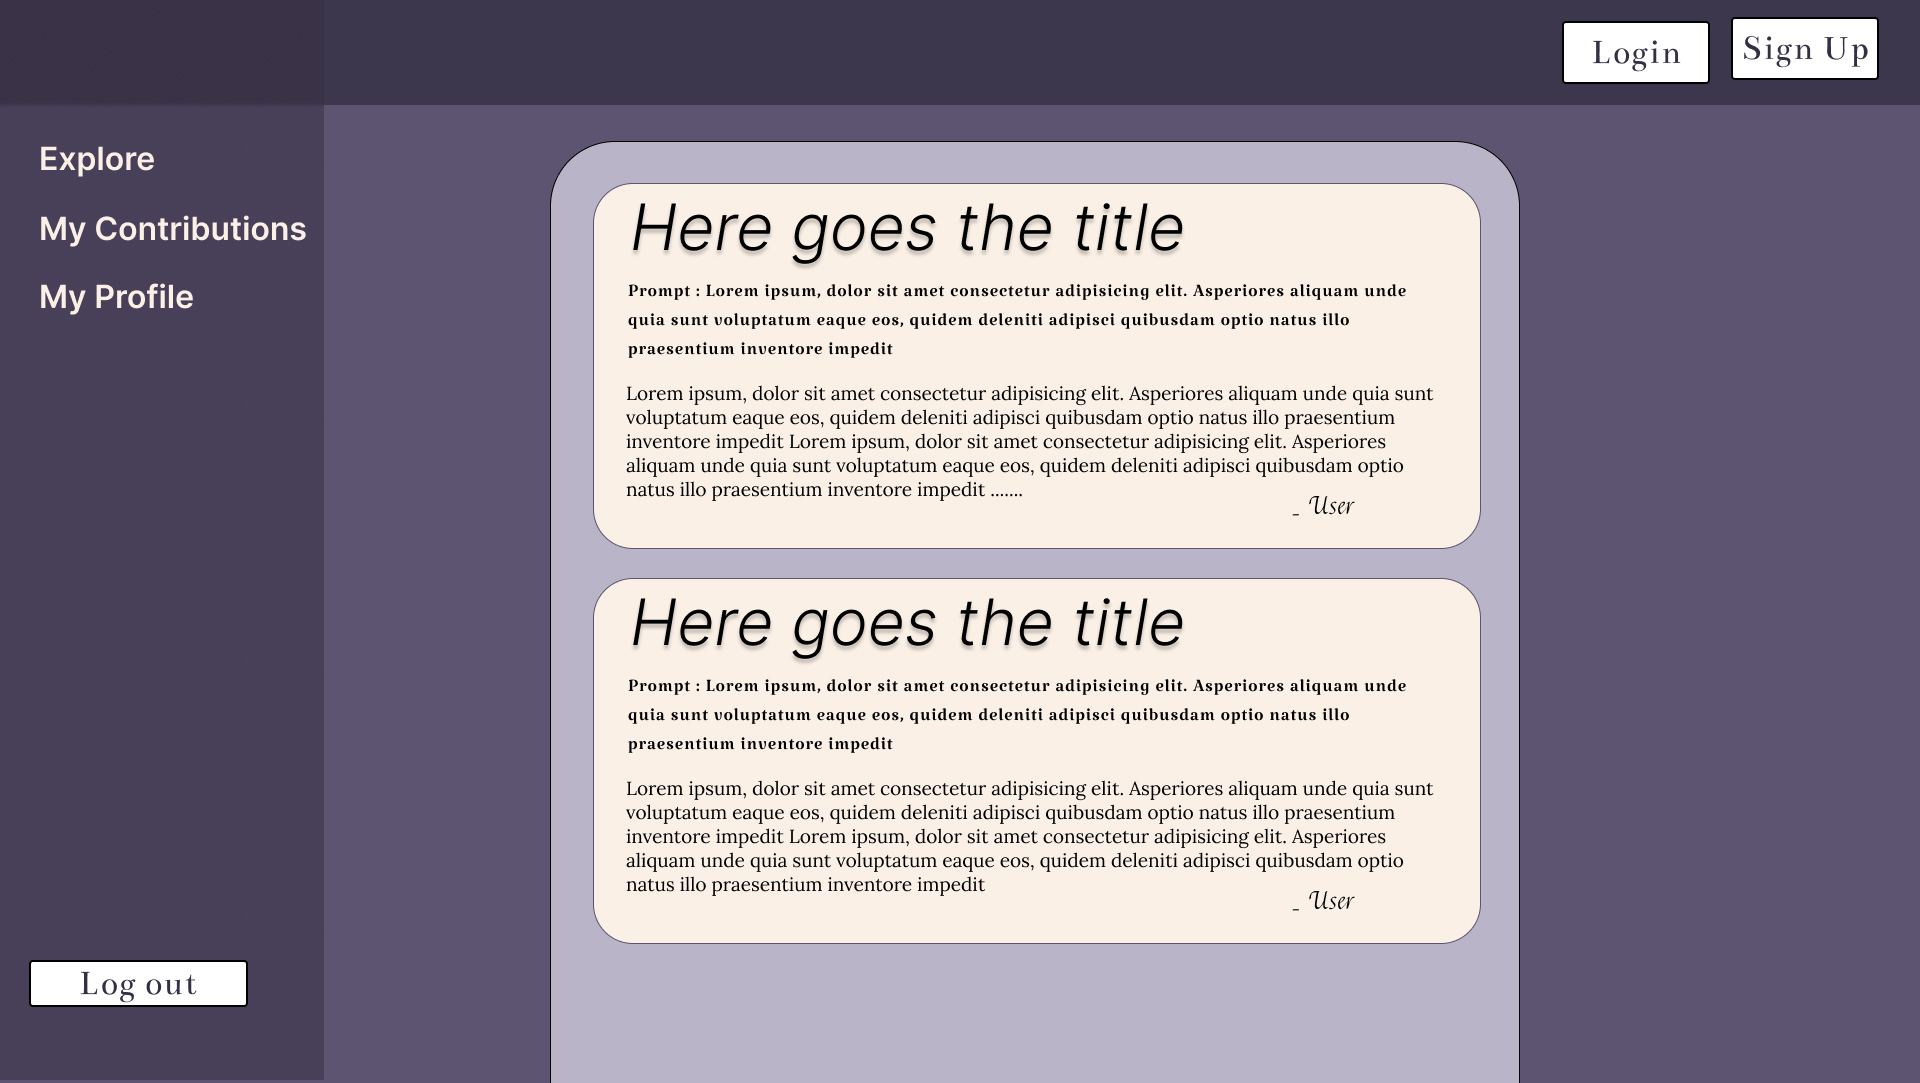 Login
Sign Up
Explore
My Contributions
My Profile
Log out
Here goes the title
Prompt : Lorem ipsum, dolor sit amet consectetur adipisicing elit. Asperiores aliquam unde
quia sunt voluptatum eaque eos, quidem deleniti adipisci quibusdam optio natus illo
praesentium inventore impedit
Lorem ipsum, dolor sit amet consectetur adipisicing elit. Asperiores aliquam unde quia sunt
voluptatum eaque eos, quidem deleniti adipisci quibusdam optio natus illo praesentium
inventore impedit Lorem ipsum, dolor sit amet consectetur adipisicing elit. Asperiores
aliquam unde quia sunt voluptatum eaque eos, quidem deleniti adipisci quibusdam optio
natus illo praesentium inventore impedit .......
_ User
Here goes the title
Prompt : Lorem ipsum, dolor sit amet consectetur adipisicing elit. Asperiores aliquam unde
quia sunt voluptatum eaque eos, quidem deleniti adipisci quibusdam optio natus illo
praesentium inventore impedit
Lorem ipsum, dolor sit amet consectetur adipisicing elit. Asperiores aliquam unde quia sunt
voluptatum eaque eos, quidem deleniti adipisci quibusdam optio natus illo praesentium
inventore impedit Lorem ipsum, dolor sit amet consectetur adipisicing elit. Asperiores
aliquam unde quia sunt voluptatum eaque eos, quidem deleniti adipisci quibusdam optio
natus illo praesentium inventore impedit
_ User